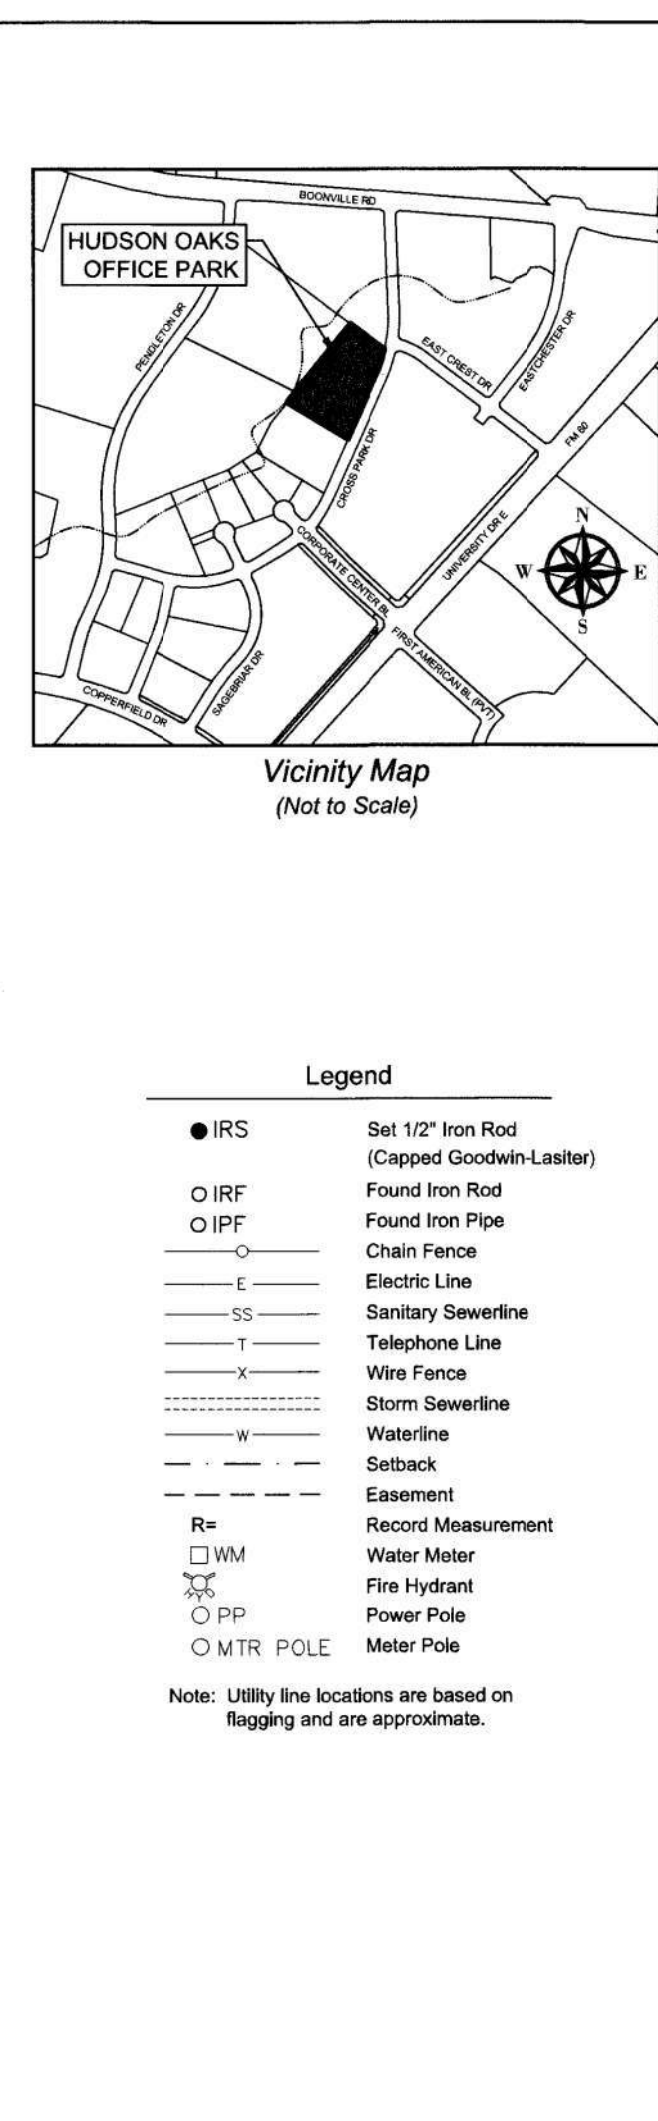 BOONVILLE RD
HUDSON OAKS
OFFICE PARK
PENDLETON DR
EAST CREST DR
EASTCHESTER DR
FM 60
CROSS PARK DR
UNIVERSITY DR E
N
W
E
S
CORPORATE CENTER BL
FIRST AMERICAN BL (PVT)
SAGEBRIAR DR
COPPERFIELD DR
Vicinity Map
(Not to Scale)
Legend
IRS Set 1/2" Iron Rod
(Capped Goodwin-Lasiter)
IRF Found Iron Rod
IPF Found Iron Pipe
Chain Fence
E Electric Line
SS Sanitary Sewerline
T Telephone Line
X Wire Fence
Storm Sewerline
W Waterline
Setback
Easement
R= Record Measurement
WM Water Meter
Fire Hydrant
PP Power Pole
MTR POLE Meter Pole
Note: Utility line locations are based on
flagging and are approximate.